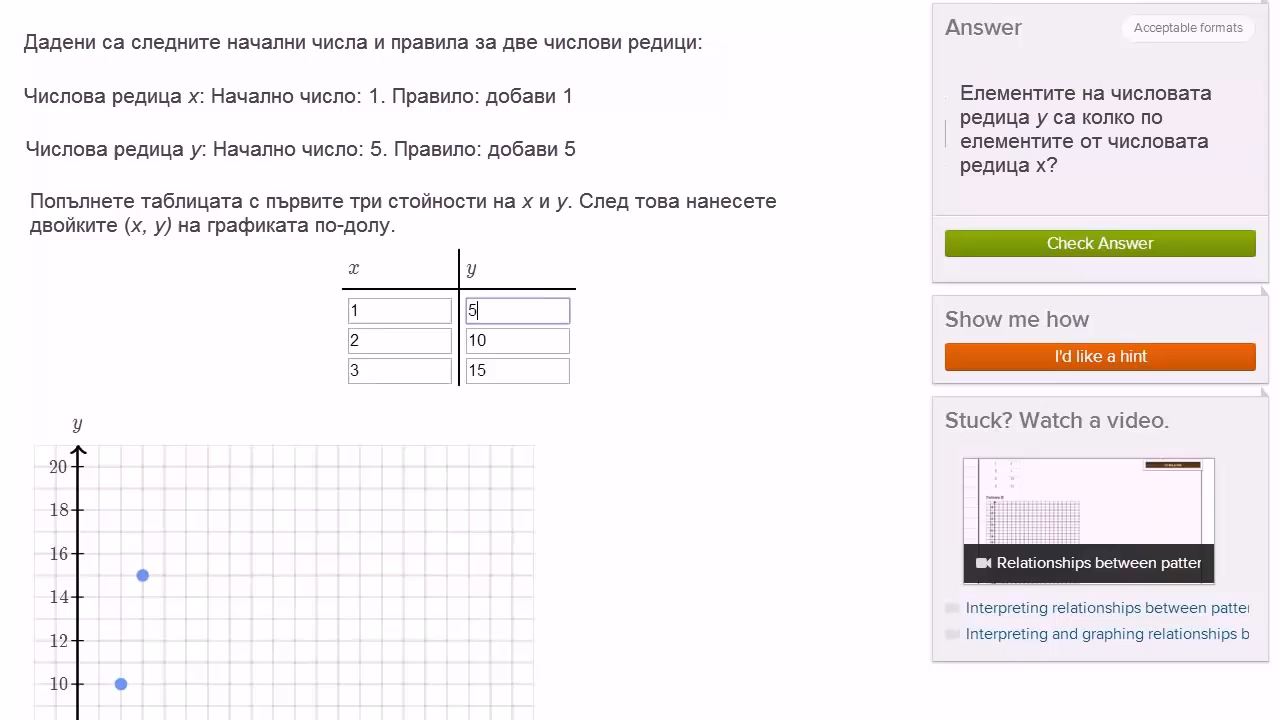 Дадени са следните начални числа и правила за две числови редици:
Числова редица x: Начално число: 1. Правило: добави 1
Числова редица y: Начално число: 5. Правило: добави 5
Попълнете таблицата с първите три стойности на x и y. След това нанесете
двойките (x, y) на графиката по-долу.
x y
1 5
2 10
3 15
y
20
18
16
14
12
10
Answer
Acceptable formats
Елементите на числовата
редица y са колко по
елементите от числовата
редица x?
Check Answer
Show me how
I'd like a hint
Stuck? Watch a video.
Relationships between patter
Interpreting relationships between patte
Interpreting and graphing relationships b